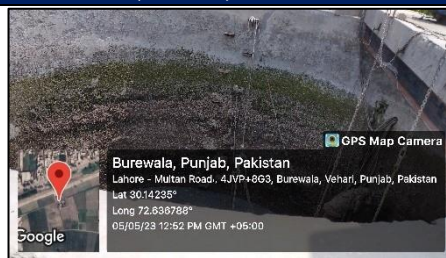 GPS Map Camera
Burewala, Punjab, Pakistan
Lahore - Multan Road، 4JVP+8G3, Burewala, Vehari, Punjab, Pakistan
Lat 30.14235°
Long 72.636788°
05/05/23 12:52 PM GMT +05:00
Google